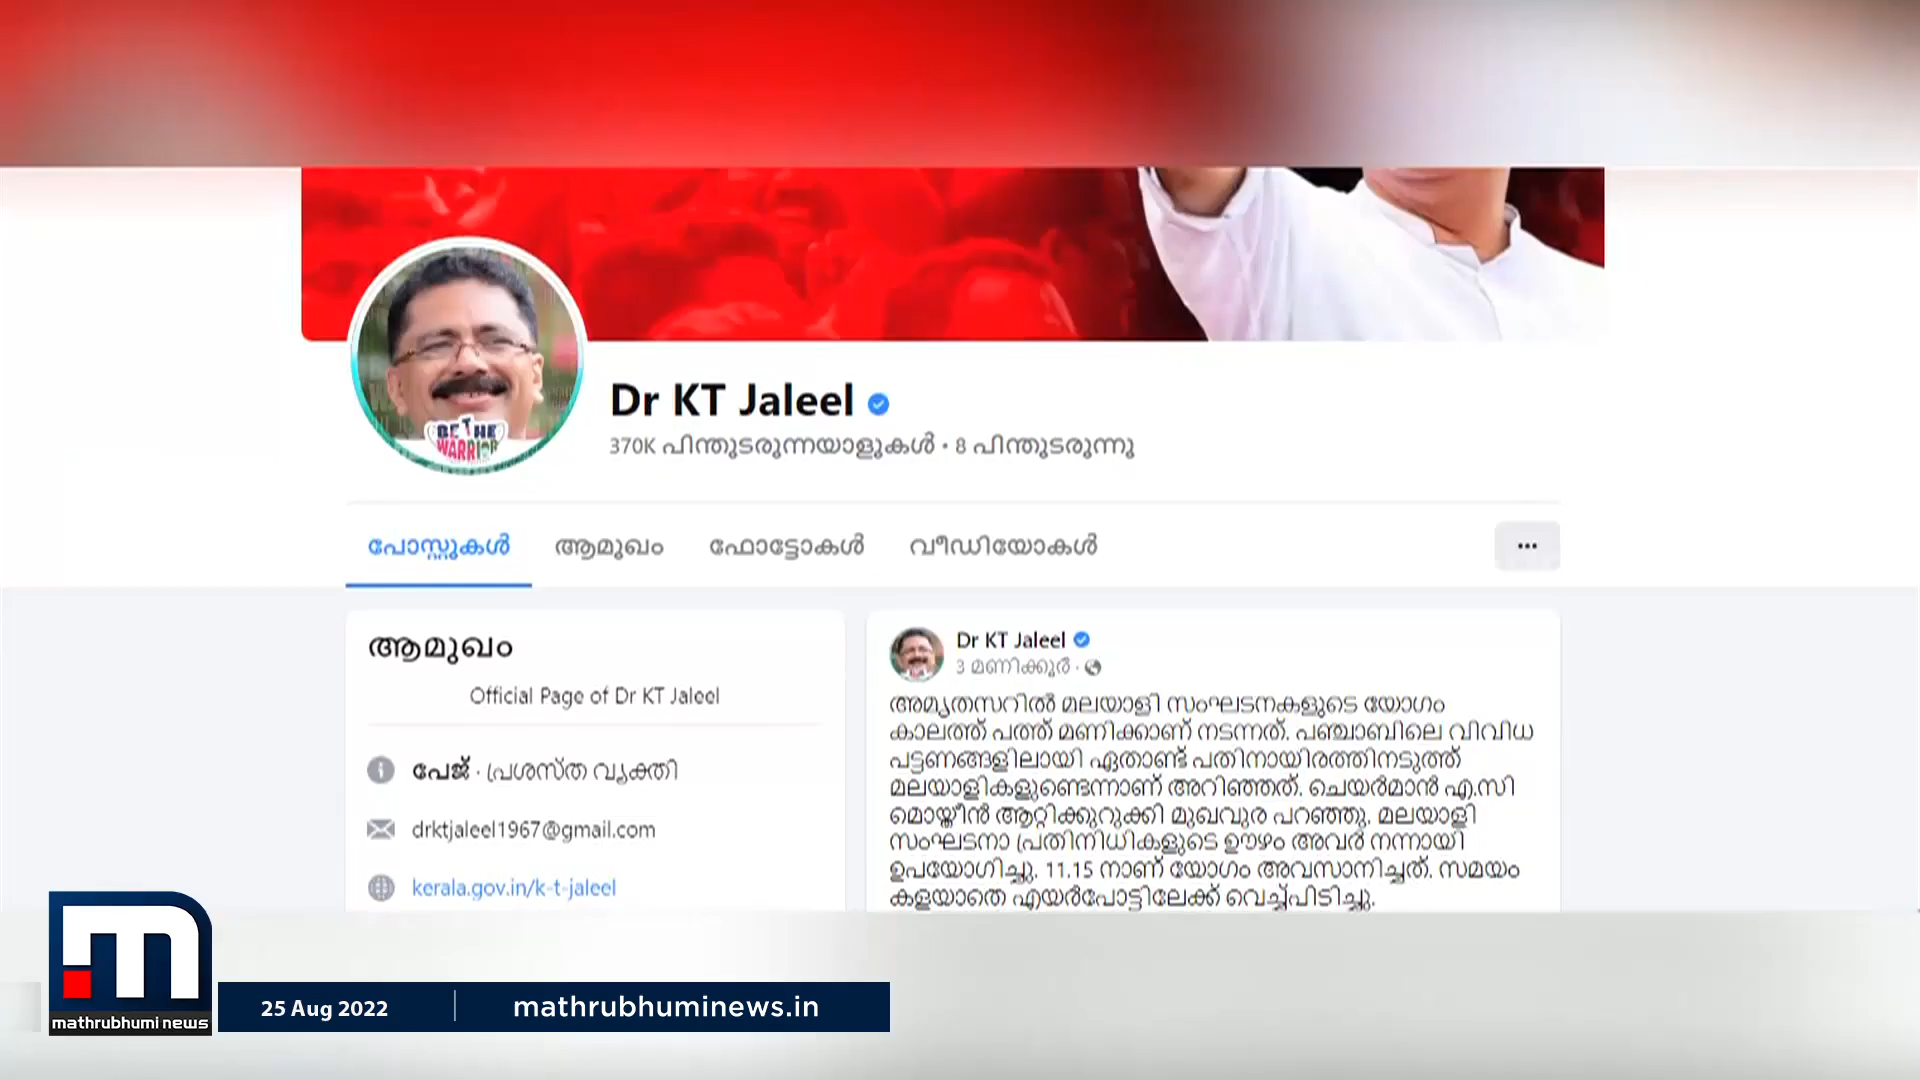 BE THE
WARRIOR
Dr KT Jaleel
370K പിന്തുടരുന്നയാളുകൾ • 8 പിന്തുടരുന്നു
പോസ്റ്റുകൾ ആമുഖം ഫോട്ടോകൾ വീഡിയോകൾ ...
ആമുഖം
Official Page of Dr KT Jaleel
പേജ് · പ്രശസ്ത വ്യക്തി
drktjaleel1967@gmail.com
kerala.gov.in/k-t-jaleel
Dr KT Jaleel
3 മണിക്കൂർ ·
അമൃതസറിൽ മലയാളി സംഘടനകളുടെ യോഗം
കാലത്ത് പത്ത് മണിക്കാണ് നടന്നത്. പഞ്ചാബിലെ വിവിധ
പട്ടണങ്ങളിലായി ഏതാണ്ട് പതിനായിരത്തിനടുത്ത്
മലയാളികളുണ്ടെന്നാണ് അറിഞ്ഞത്. ചെയർമാൻ എ.സി
മൊയ്തീൻ ആറ്റിക്കുറുക്കി മുഖവുര പറഞ്ഞു. മലയാളി
സംഘടനാ പ്രതിനിധികളുടെ ഊഴം അവർ നന്നായി
ഉപയോഗിച്ചു. 11.15 നാണ് യോഗം അവസാനിച്ചത്. സമയം
കളയാതെ എയർപോട്ടിലേക്ക് വെച്ച്പിടിച്ചു.
mathrubhumi news
25 Aug 2022
mathrubhuminews.in